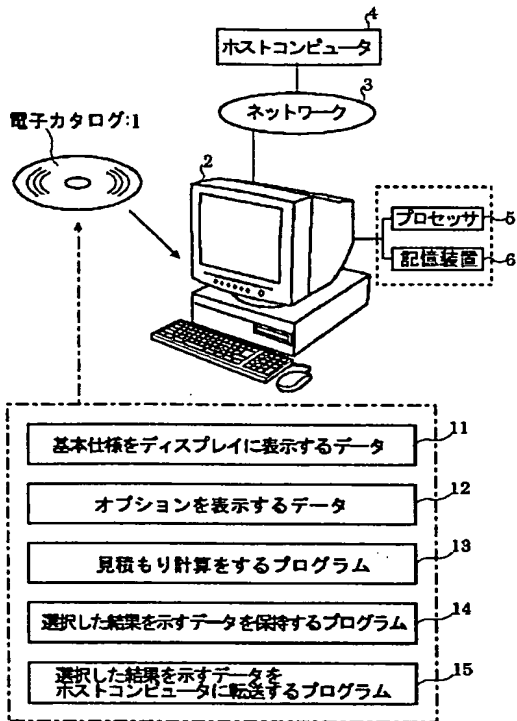 4
ホストコンピュータ
3
ネットワーク
電子カタログ:1
2
プロセッサ
5
記憶装置
6
基本仕様をディスプレイに表示するデータ
11
オプションを表示するデータ
12
見積もり計算をするプログラム
13
選択した結果を示すデータを保持するプログラム
14
選択した結果を示すデータを
ホストコンピュータに転送するプログラム
15